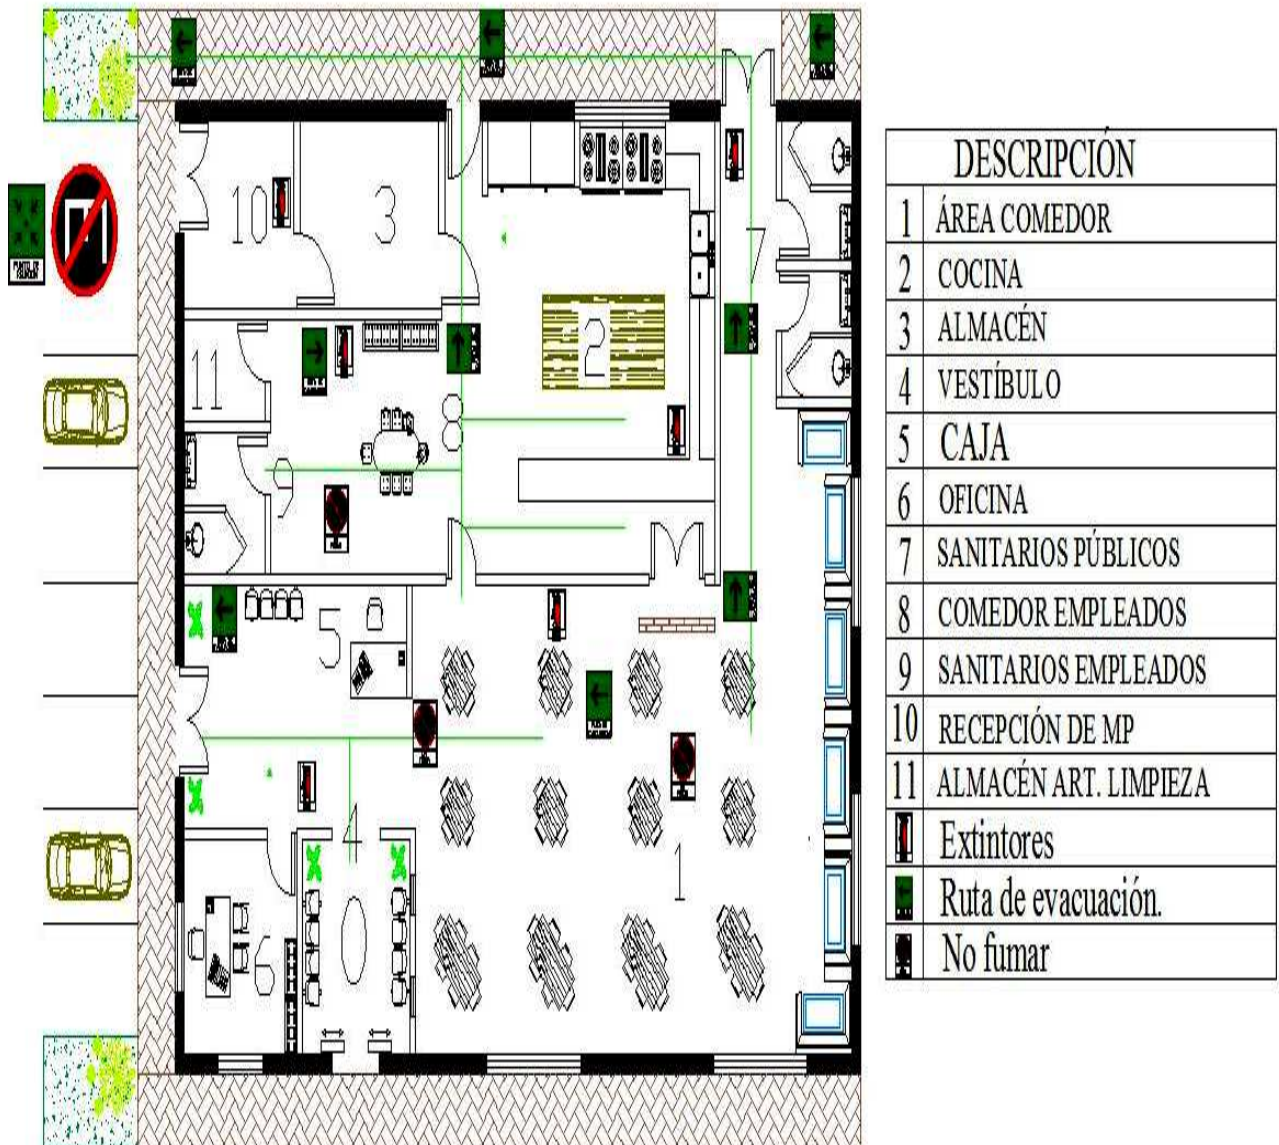 10
3
7
2
11
9
5
4
1
6
DESCRIPCIÓN
1 ÁREA COMEDOR
2 COCINA
3 ALMACÉN
4 VESTÍBULO
5 CAJA
6 OFICINA
7 SANITARIOS PÚBLICOS
8 COMEDOR EMPLEADOS
9 SANITARIOS EMPLEADOS
10 RECEPCIÓN DE MP
11 ALMACÉN ART. LIMPIEZA
Extintores
Ruta de evacuación.
No fumar